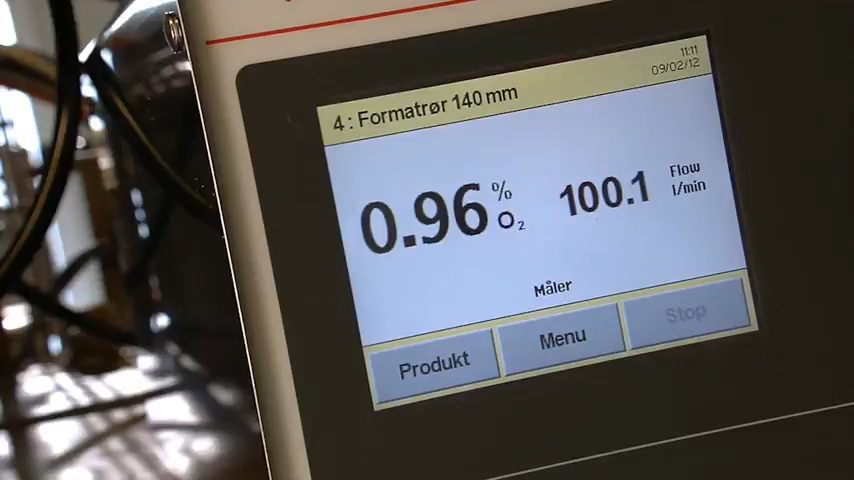 11:11
09/02/12
4: Formatrør 140 mm
0.96 % O₂
100.1 Flow l/min
Måler
Produkt
Menu
Stop